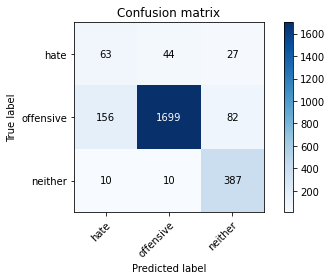 Confusion matrix
True label
hate 63 44 27
offensive 156 1699 82
neither 10 10 387
hate offensive neither
Predicted label
1600
1400
1200
1000
800
600
400
200